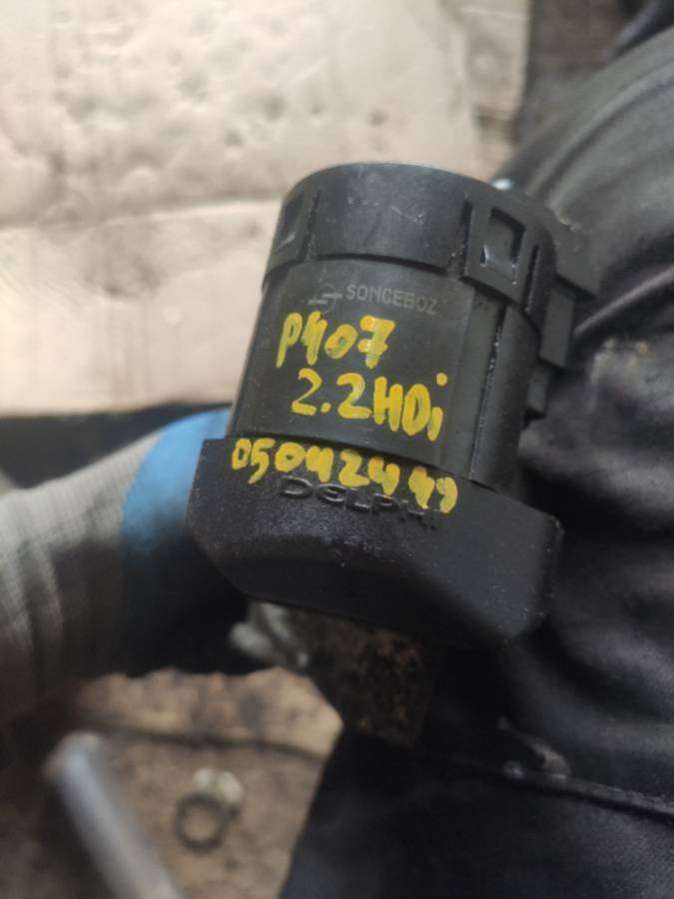 SONCEBOZ
P407
2.2HDi
05042449
DELPHI